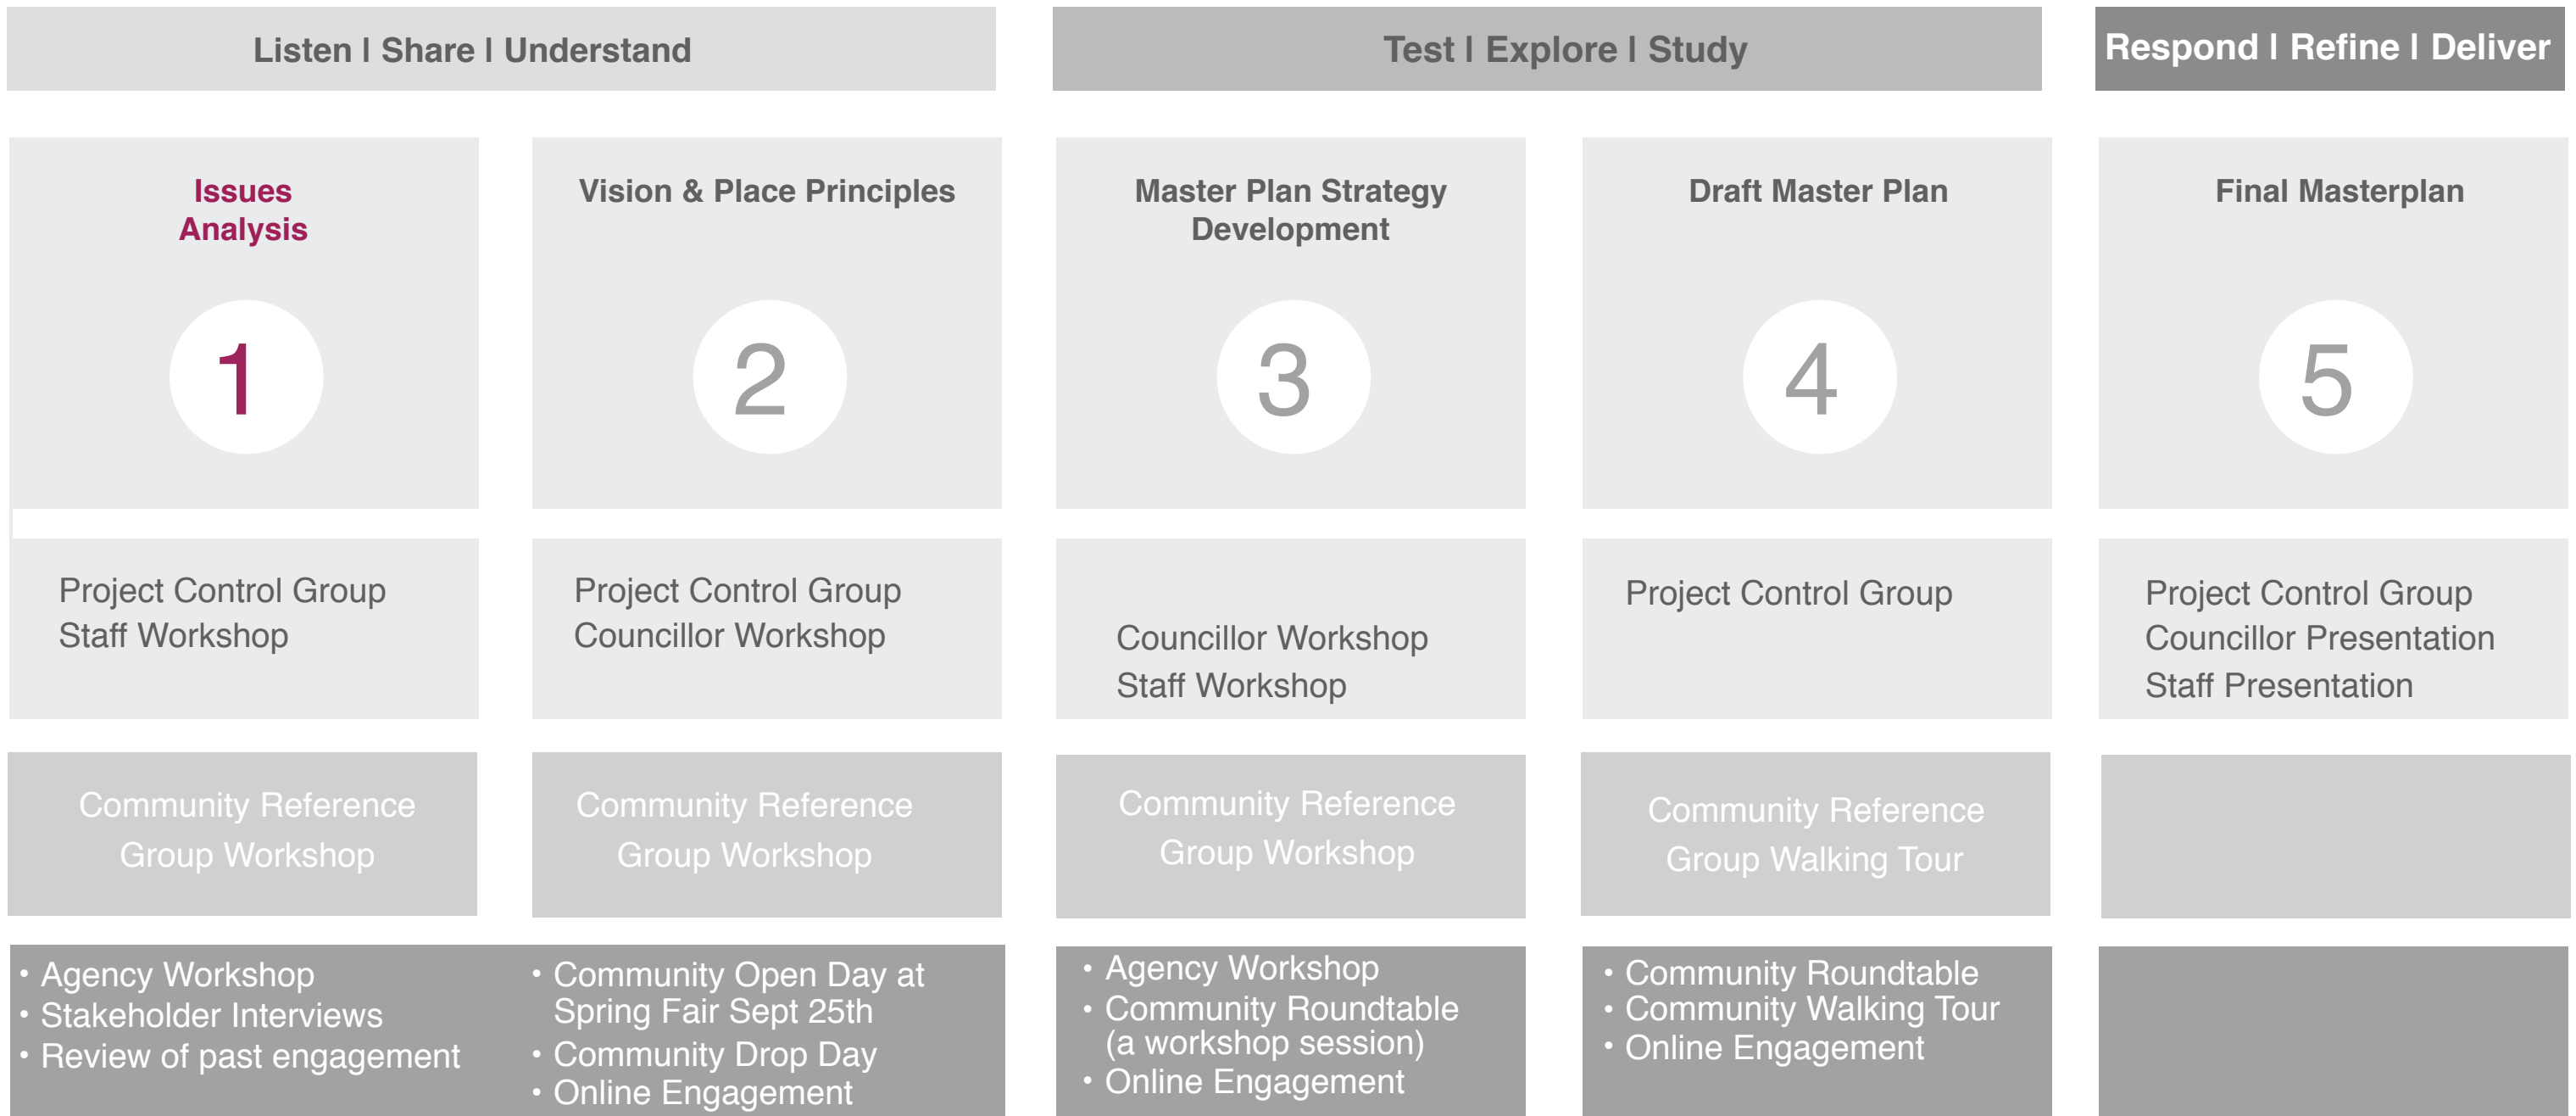 Listen | Share | Understand
Test | Explore | Study
Respond | Refine | Deliver
Issues
Analysis
1
Vision & Place Principles
2
Master Plan Strategy
Development
3
Draft Master Plan
4
Final Masterplan
5
Project Control Group
Staff Workshop
Project Control Group
Councillor Workshop
Councillor Workshop
Staff Workshop
Project Control Group
Project Control Group
Councillor Presentation
Staff Presentation
Community Reference
Group Workshop
Community Reference
Group Workshop
Community Reference
Group Workshop
Community Reference
Group Walking Tour
• Agency Workshop
• Stakeholder Interviews
• Review of past engagement
• Community Open Day at
Spring Fair Sept 25th
• Community Drop Day
• Online Engagement
• Agency Workshop
• Community Roundtable
(a workshop session)
• Online Engagement
• Community Roundtable
• Community Walking Tour
• Online Engagement